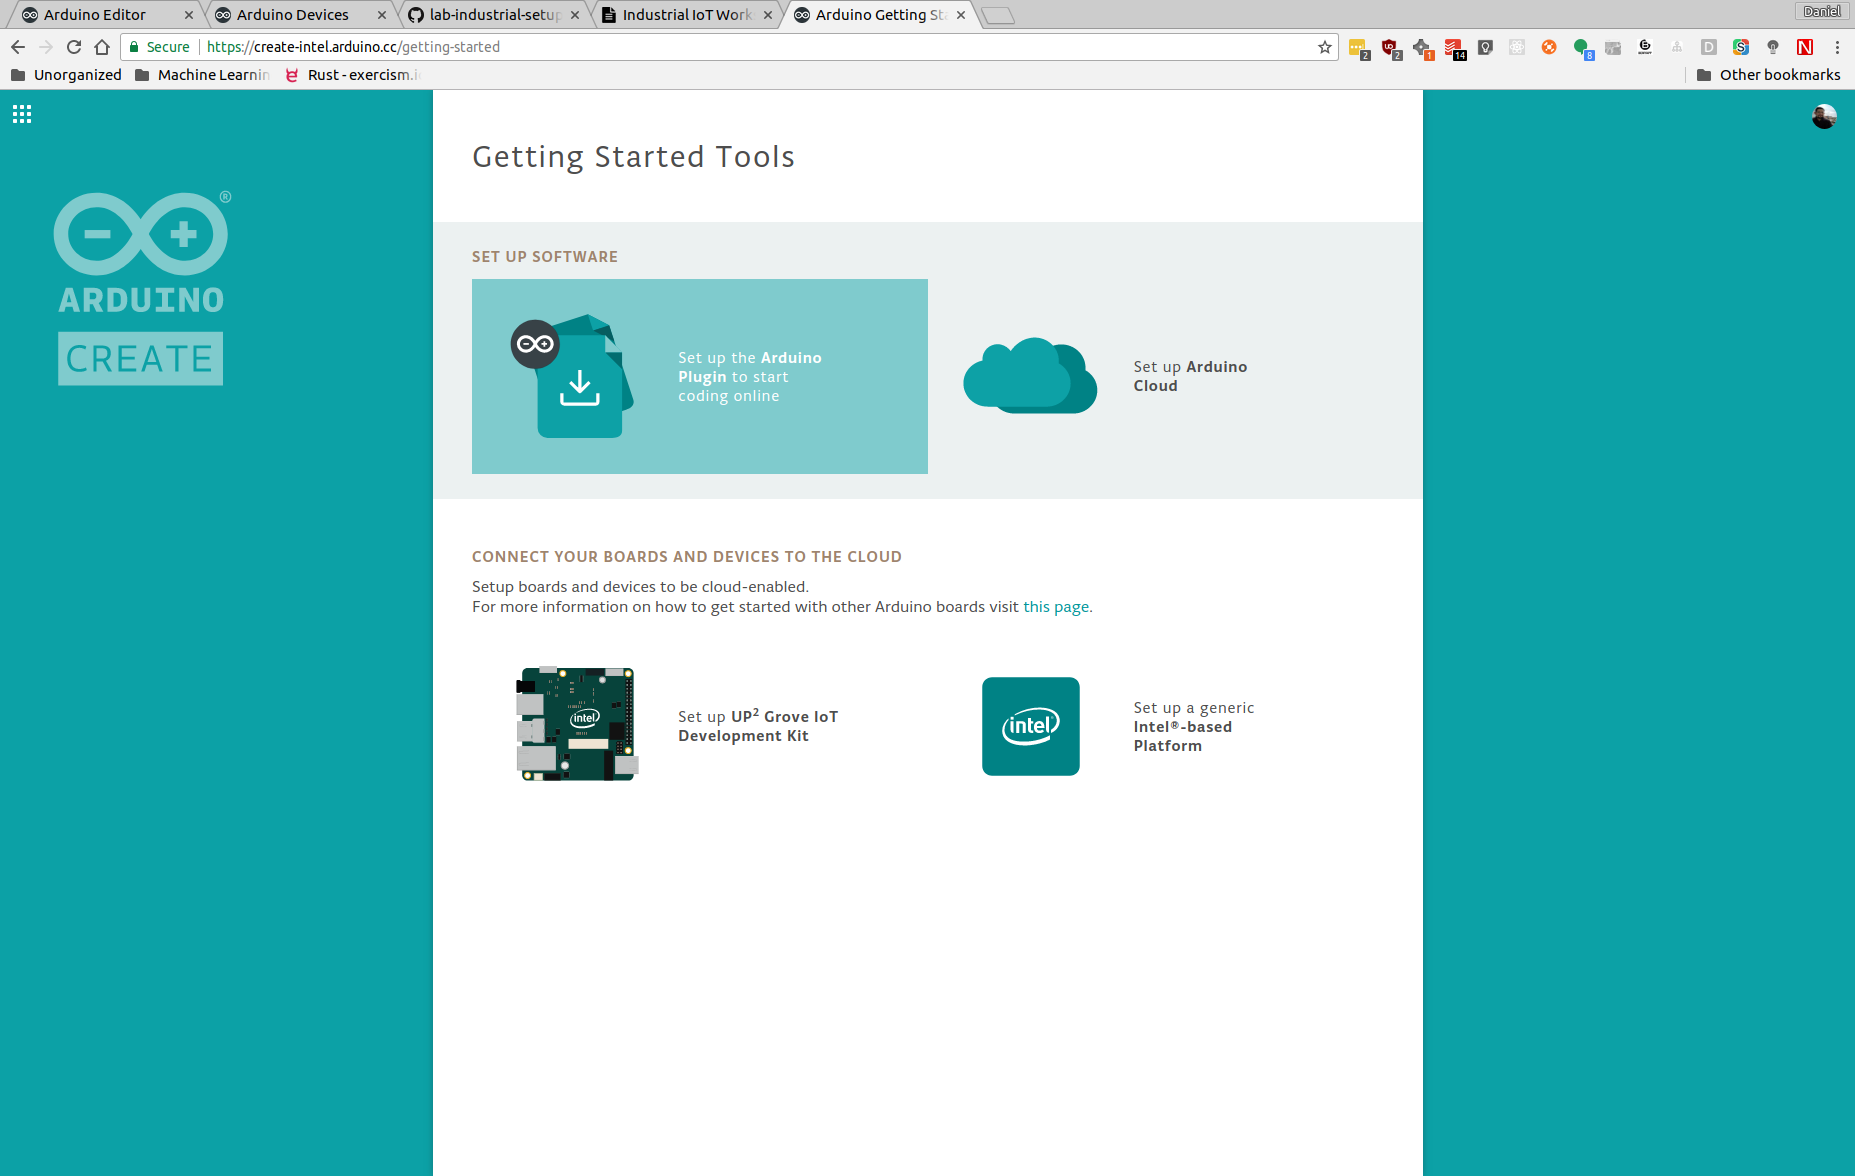 Arduino Editor
Arduino Devices
lab-industrial-setup
Industrial IoT Work
Arduino Getting Sta
Daniel
Secure
https://create-intel.arduino.cc/getting-started
2
2
1
14
8
D
S
N
Unorganized
Machine Learnin
Rust - exercism.i
Other bookmarks
ARDUINO
CREATE
®
Getting Started Tools
SET UP SOFTWARE
Set up the Arduino
Plugin to start
coding online
Set up Arduino
Cloud
CONNECT YOUR BOARDS AND DEVICES TO THE CLOUD
Setup boards and devices to be cloud-enabled.
For more information on how to get started with other Arduino boards visit this page.
intel
Set up UP² Grove IoT
Development Kit
intel
Set up a generic
Intel®-based
Platform